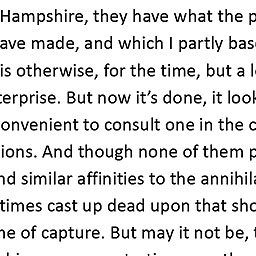 Hampshire, they have what the p
ave made, and which I partly bas
is otherwise, for the time, but a l
terprise. But now it's done, it look
onvenient to consult one in the c
ions. And though none of them p
nd similar affinities to the annihila
times cast up dead upon that sho
ne of capture. But may it not be, t